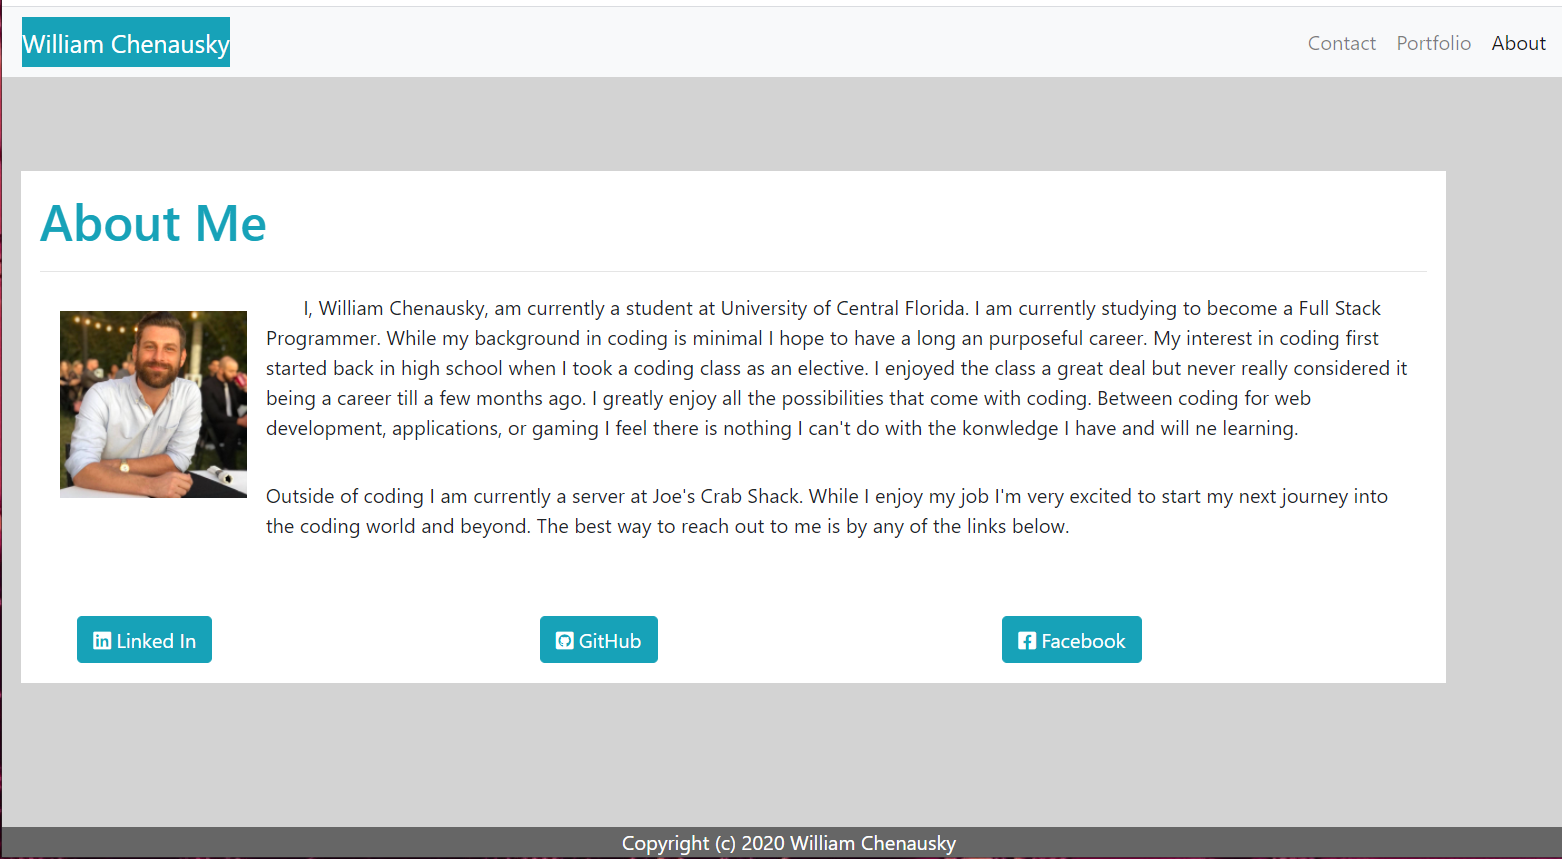 William Chenausky
Contact Portfolio About
About Me
I, William Chenausky, am currently a student at University of Central Florida. I am currently studying to become a Full Stack
Programmer. While my background in coding is minimal I hope to have a long an purposeful career. My interest in coding first
started back in high school when I took a coding class as an elective. I enjoyed the class a great deal but never really considered it
being a career till a few months ago. I greatly enjoy all the possibilities that come with coding. Between coding for web
development, applications, or gaming I feel there is nothing I can't do with the konwledge I have and will ne learning.
Outside of coding I am currently a server at Joe's Crab Shack. While I enjoy my job I'm very excited to start my next journey into
the coding world and beyond. The best way to reach out to me is by any of the links below.
Linked In GitHub Facebook
Copyright (c) 2020 William Chenausky